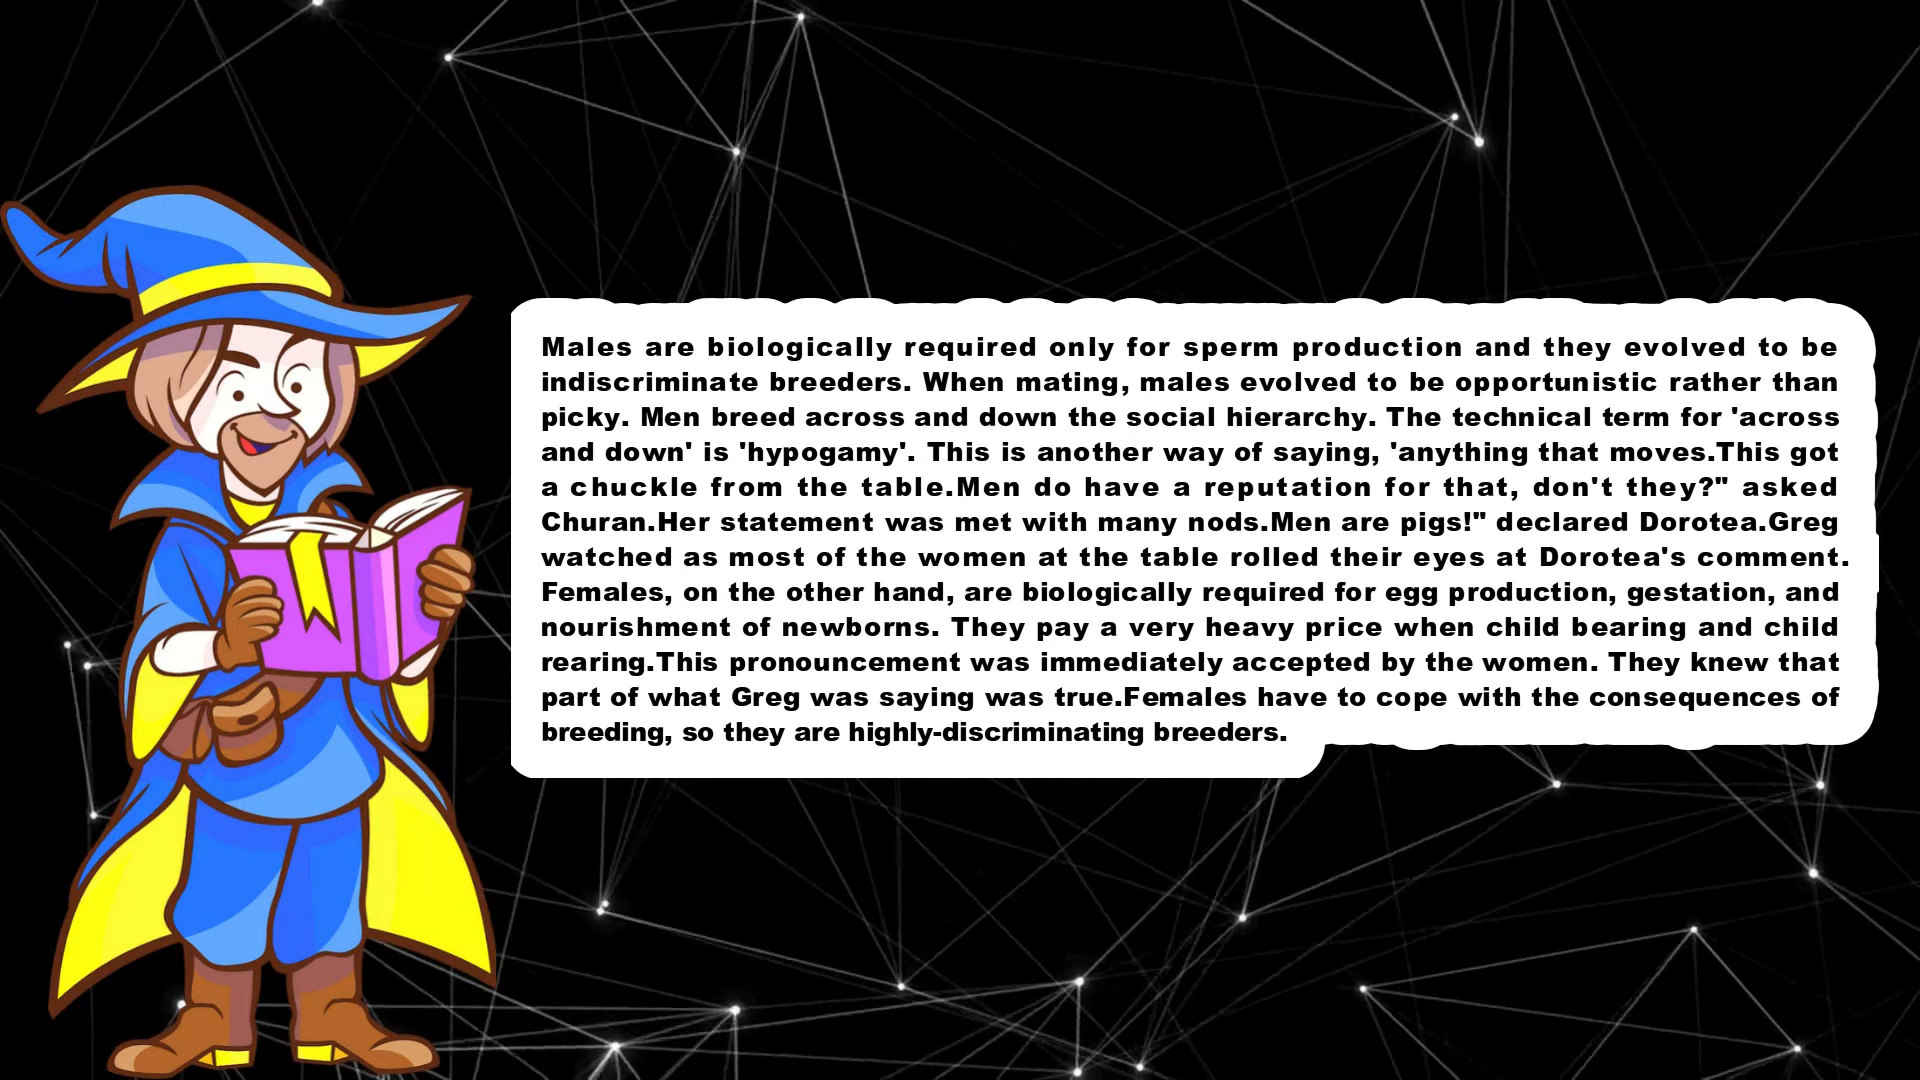 Males are biologically required only for sperm production and they evolved to be
indiscriminate breeders. When mating, males evolved to be opportunistic rather than
picky. Men breed across and down the social hierarchy. The technical term for 'across
and down' is 'hypogamy'. This is another way of saying, 'anything that moves.This got
a chuckle from the table.Men do have a reputation for that, don't they?" asked
Churan.Her statement was met with many nods.Men are pigs!" declared Dorotea.Greg
watched as most of the women at the table rolled their eyes at Dorotea's comment.
Females, on the other hand, are biologically required for egg production, gestation, and
nourishment of newborns. They pay a very heavy price when child bearing and child
rearing.This pronouncement was immediately accepted by the women. They knew that
part of what Greg was saying was true.Females have to cope with the consequences of
breeding, so they are highly-discriminating breeders.